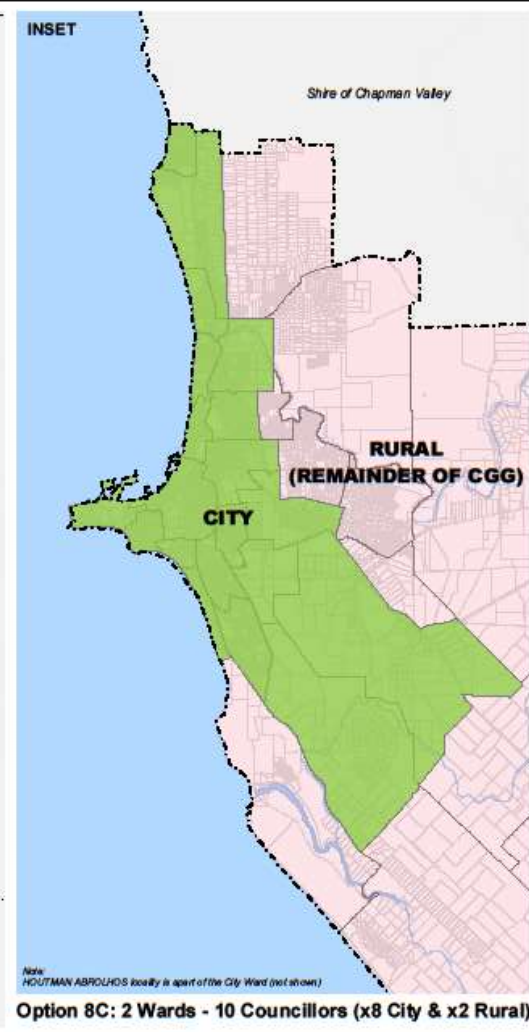 INSET
Shire of Chapman Valley
RURAL
(REMAINDER OF CGG)
CITY
Note:
HOUTMAN ABROLHOS locality is apart of the City Ward (not shown)
Option 8C: 2 Wards - 10 Councillors (x8 City & x2 Rural)